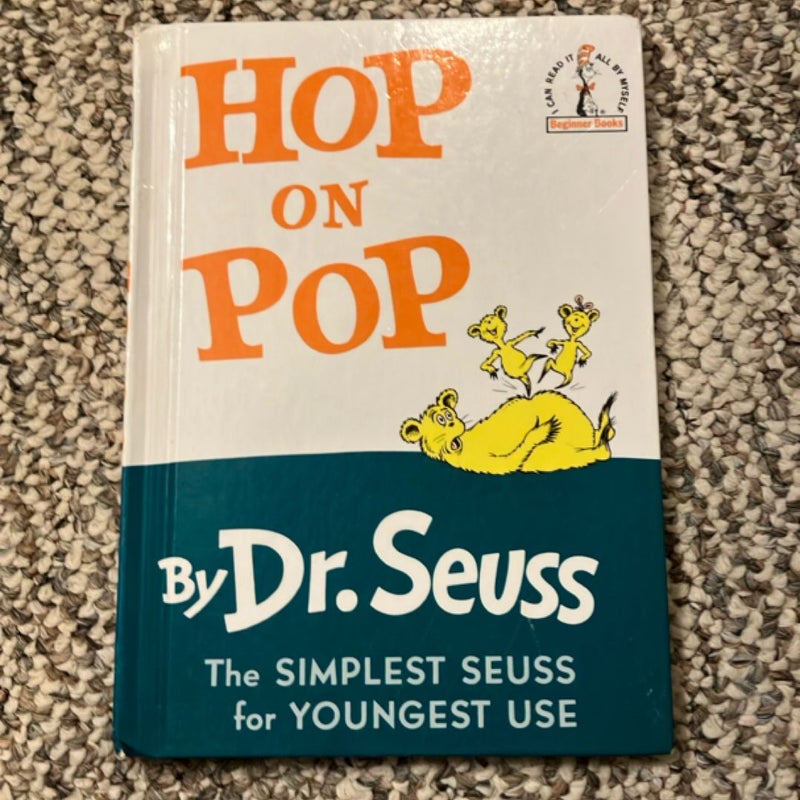 HOP
ON
POP
I CAN READ IT ALL BY MYSELF
Beginner Books
By Dr. Seuss
The SIMPLEST SEUSS
for YOUNGEST USE